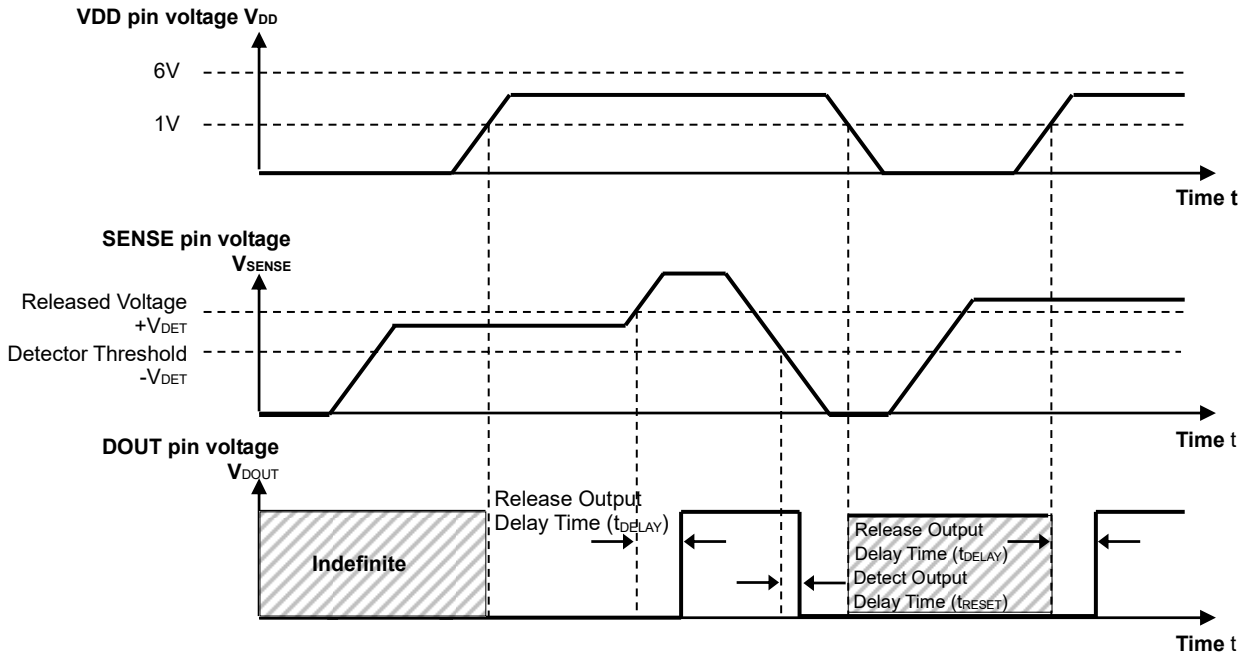 VDD pin voltage VDD
6V
1V
Time t
SENSE pin voltage
VSENSE
Released Voltage
+VDET
Detector Threshold
-VDET
Time t
DOUT pin voltage
VDOUT
Release Output
Delay Time (tDELAY)
Indefinite
Release Output
Delay Time (tDELAY)
Detect Output
Delay Time (tRESET)
Time t